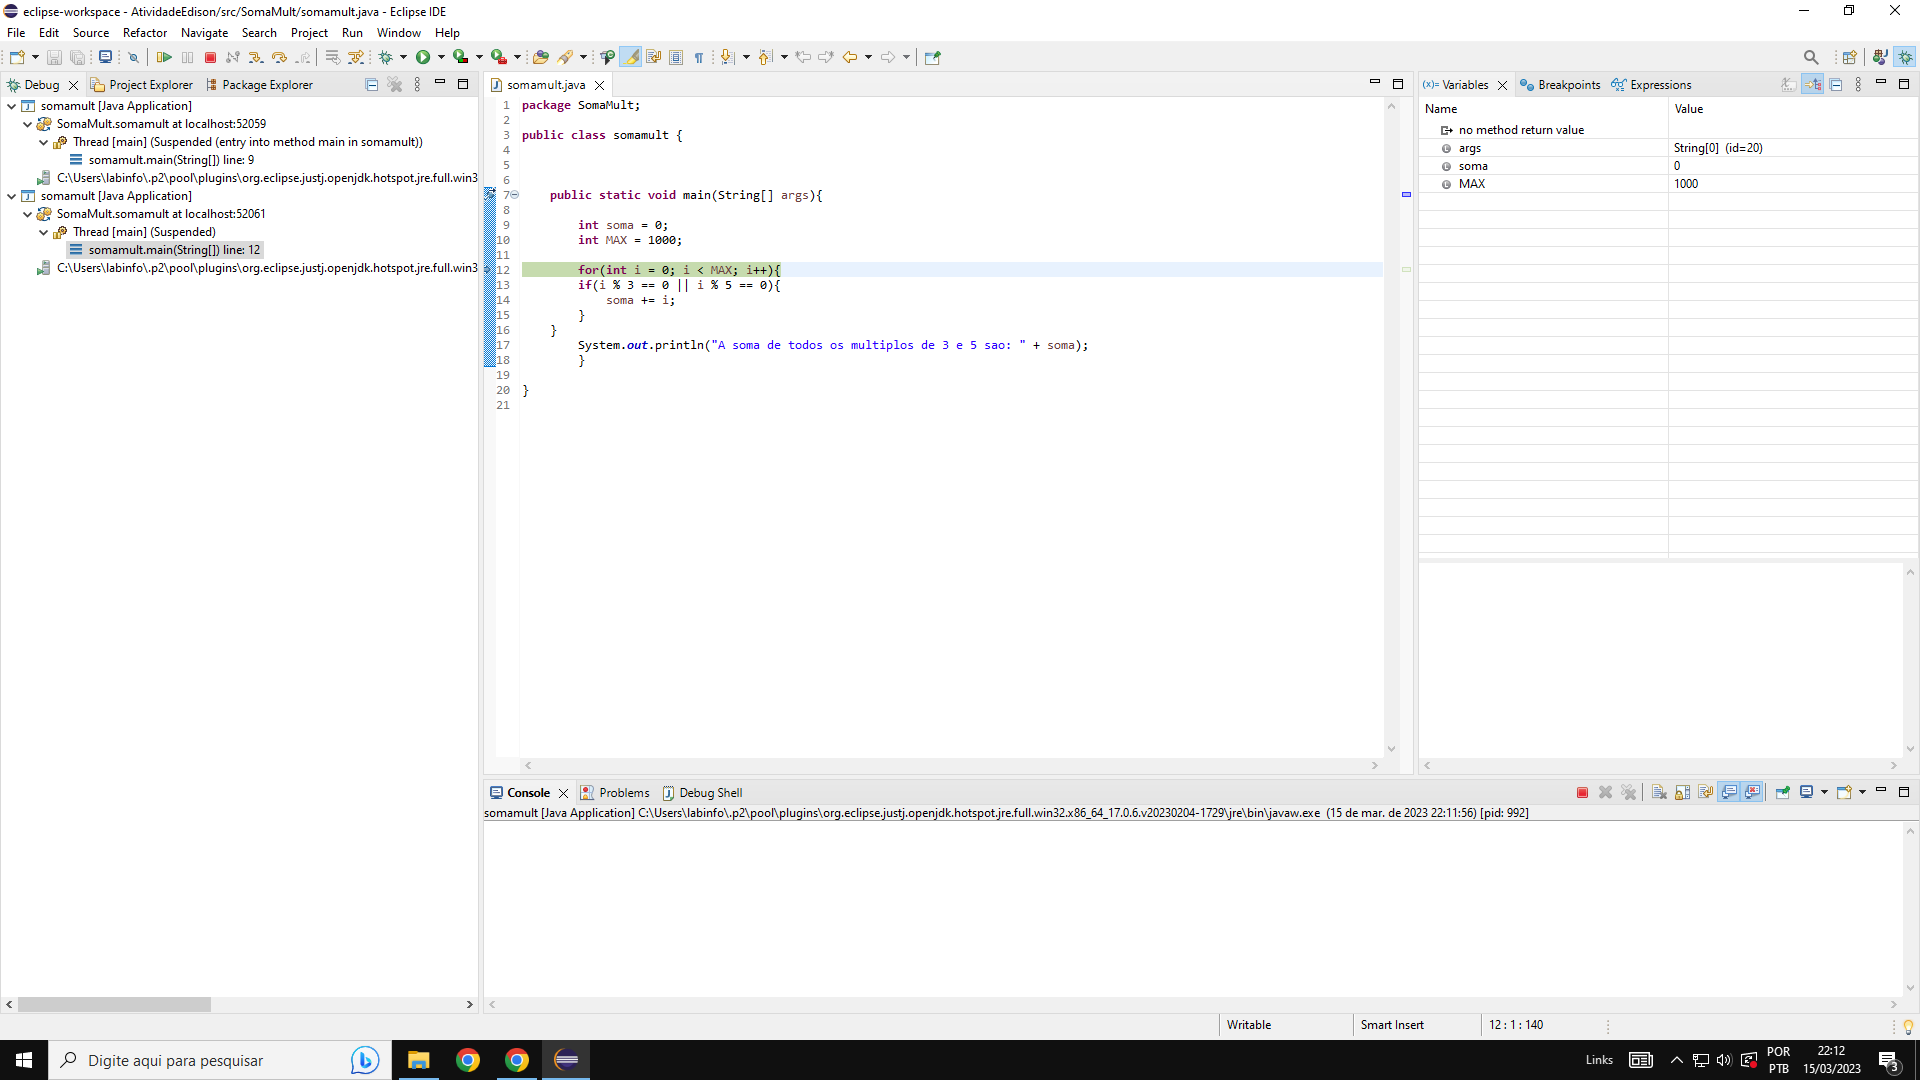 eclipse-workspace - AtividadeEdison/src/SomaMult/somamult.java - Eclipse IDE
File Edit Source Refactor Navigate Search Project Run Window Help
Debug Project Explorer Package Explorer
somamult [Java Application]
SomaMult.somamult at localhost:52059
Thread [main] (Suspended (entry into method main in somamult))
somamult.main(String[]) line: 9
C:\Users\labinfo\.p2\pool\plugins\org.eclipse.justj.openjdk.hotspot.jre.full.win3
somamult [Java Application]
SomaMult.somamult at localhost:52061
Thread [main] (Suspended)
somamult.main(String[]) line: 12
C:\Users\labinfo\.p2\pool\plugins\org.eclipse.justj.openjdk.hotspot.jre.full.win3
somamult.java
1 package SomaMult;
2
3 public class somamult {
4
5
6
7 public static void main(String[] args){
8
9 int soma = 0;
10 int MAX = 1000;
11
12 for(int i = 0; i < MAX; i++){
13 if(i % 3 == 0 || i % 5 == 0){
14 soma += i;
15 }
16 }
17 System.out.println("A soma de todos os multiplos de 3 e 5 sao: " + soma);
18 }
19
20 }
21
(x)= Variables Breakpoints Expressions
Name Value
no method return value
args String[0] (id=20)
soma 0
MAX 1000
Console Problems Debug Shell
somamult [Java Application] C:\Users\labinfo\.p2\pool\plugins\org.eclipse.justj.openjdk.hotspot.jre.full.win32.x86_64_17.0.6.v20230204-1729\jre\bin\javaw.exe (15 de mar. de 2023 22:11:56) [pid: 992]
Writable Smart Insert 12 : 1 : 140
Digite aqui para pesquisar
Links
POR
PTB
22:12
15/03/2023
3